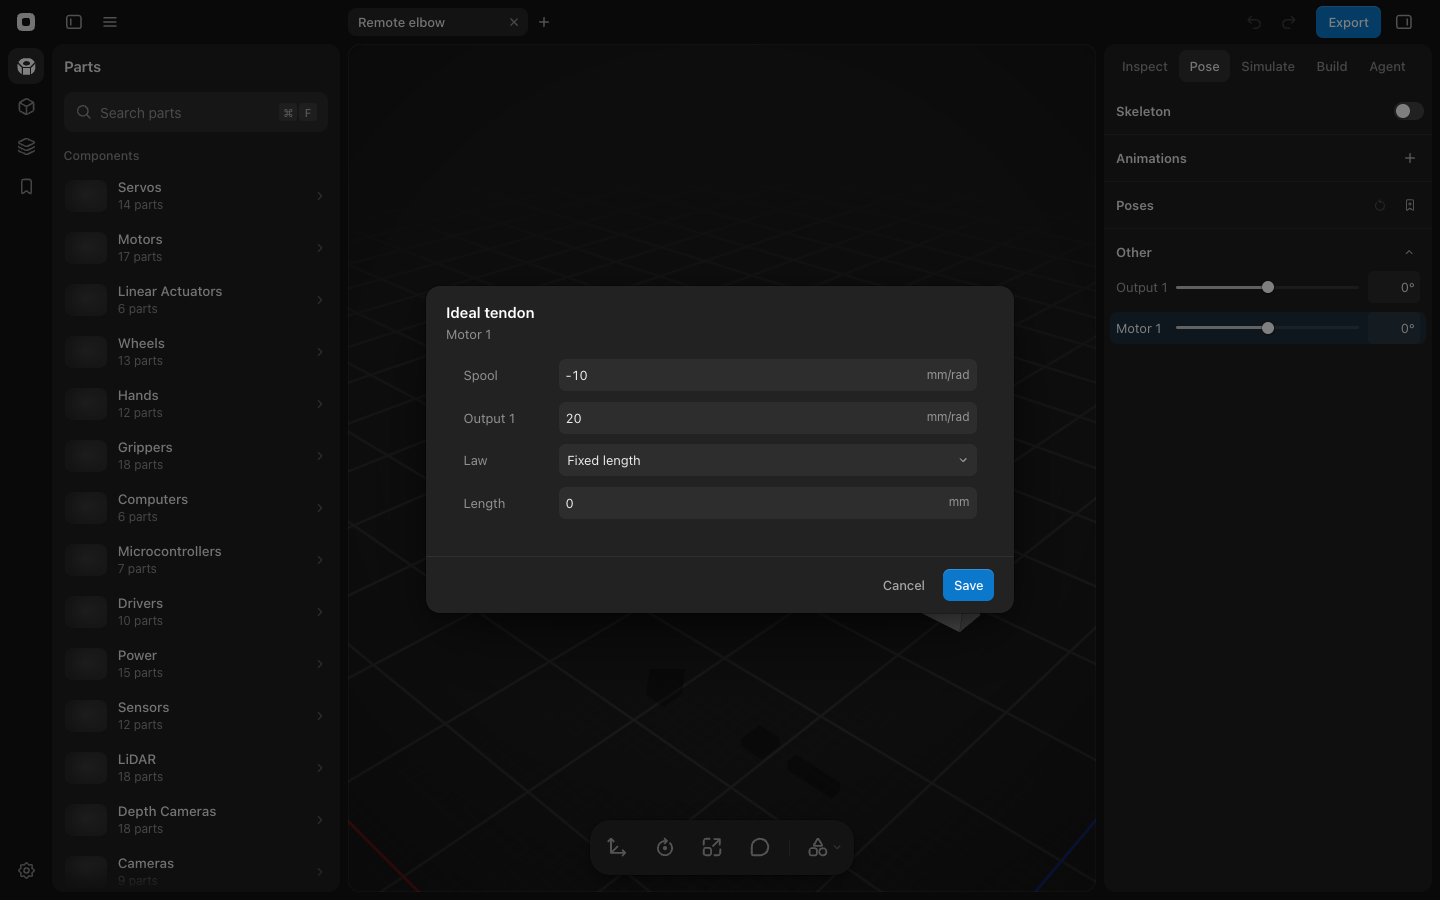 Remote elbow
Export
Parts
Search parts
⌘ F
Components
Servos
14 parts
Motors
17 parts
Linear Actuators
6 parts
Wheels
13 parts
Hands
12 parts
Grippers
18 parts
Computers
6 parts
Microcontrollers
7 parts
Drivers
10 parts
Power
15 parts
Sensors
12 parts
LiDAR
18 parts
Depth Cameras
18 parts
Cameras
9 parts
Ideal tendon
Motor 1
Spool -10 mm/rad
Output 1 20 mm/rad
Law Fixed length
Length 0 mm
Cancel Save
Inspect Pose Simulate Build Agent
Skeleton
Animations
Poses
Other
Output 1 0°
Motor 1 0°